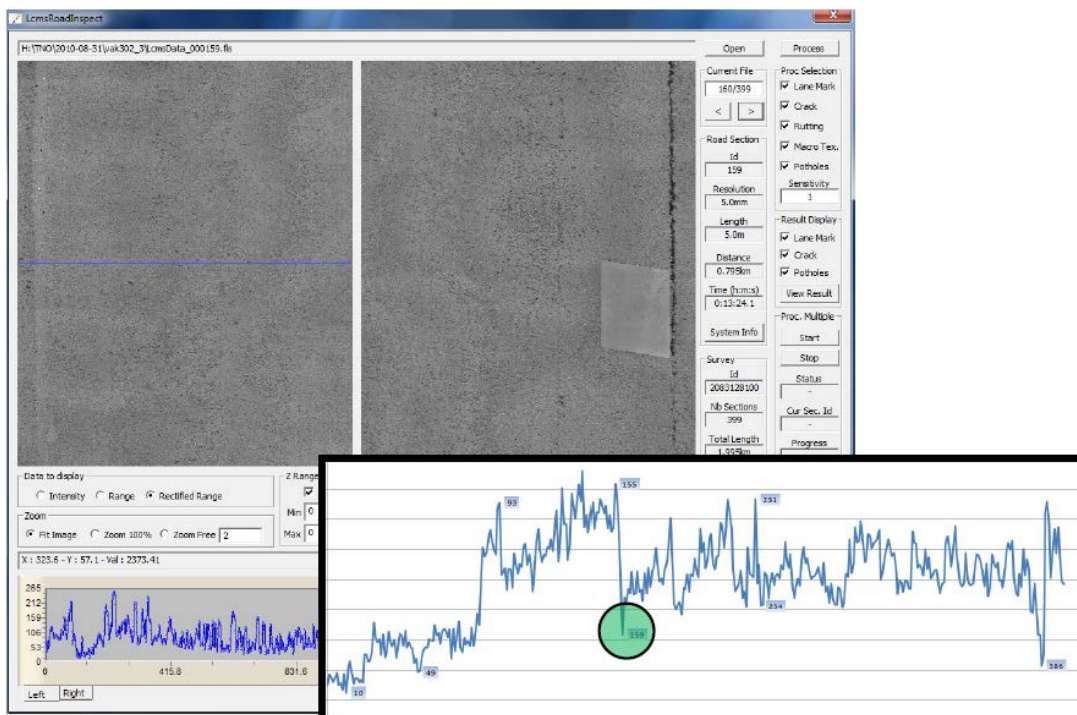 LcmsRoadInspect
H:\TNO\2010-08-31\vak302_3\LcmsData_000159.fis
Open
Process
Current File
160/399
<
>
Road Section
Id
159
Resolution
5.0mm
Length
5.0m
Distance
0.795km
Time (h:m:s)
0:13:24.1
System Info
Survey
Id
2083128100
Nb Sections
399
Total Length
1.995km
Proc Selection
Lane Mark
Crack
Rutting
Macro Tex.
Potholes
Sensitivity
1
Result Display
Lane Mark
Crack
Potholes
View Result
Proc. Multiple
Start
Stop
Status
-
Cur Sec. Id
-
Progress
Data to display
Intensity
Range
Rectified Range
Zoom
Fit Image
Zoom 100%
Zoom Free
2
Z Range
Min
0
Max
0
X : 323.6 - Y : 57.1 - Val : 2373.41
265
212
159
106
53
0
0
415.8
831.6
Left
Right
10
49
93
155
159
231
234
386